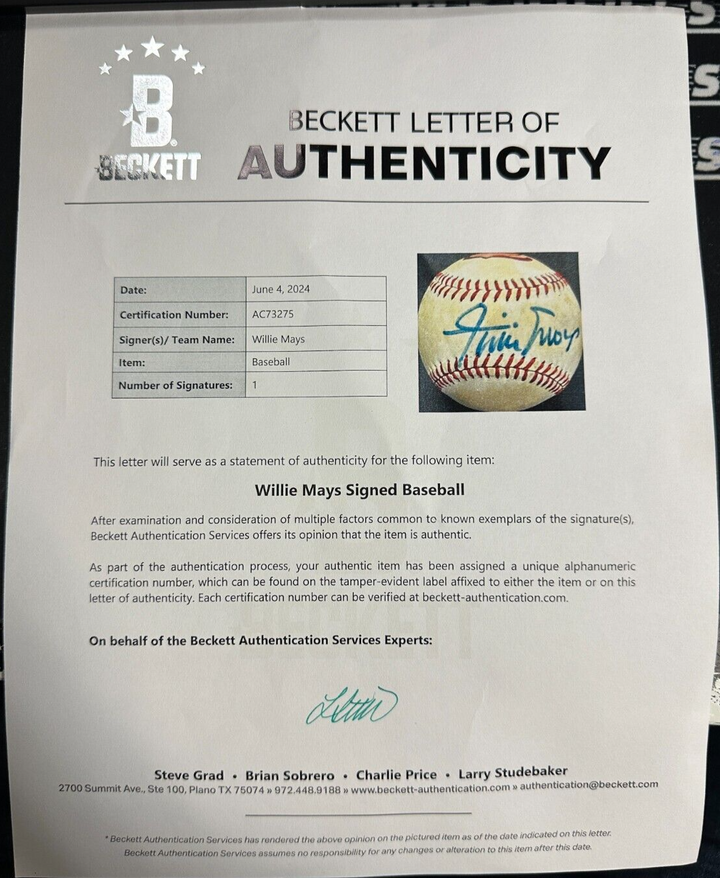 BECKETT LETTER OF
AUTHENTICITY
B
BECKETT
Date: June 4, 2024
Certification Number: AC73275
Signer(s)/ Team Name: Willie Mays
Item: Baseball
Number of Signatures: 1
Willie Mays
This letter will serve as a statement of authenticity for the following item:
Willie Mays Signed Baseball
After examination and consideration of multiple factors common to known exemplars of the signature(s),
Beckett Authentication Services offers its opinion that the item is authentic.
As part of the authentication process, your authentic item has been assigned a unique alphanumeric
certification number, which can be found on the tamper-evident label affixed to either the item or on this
letter of authenticity. Each certification number can be verified at beckett-authentication.com.
On behalf of the Beckett Authentication Services Experts:
Steve Grad • Brian Sobrero • Charlie Price • Larry Studebaker
2700 Summit Ave., Ste 100, Plano TX 75074 » 972.448.9188 » www.beckett-authentication.com » authentication@beckett.com
* Beckett Authentication Services has rendered the above opinion on the pictured item as of the date indicated on this letter.
Beckett Authentication Services assumes no responsibility for any changes or alteration to this item after this date.